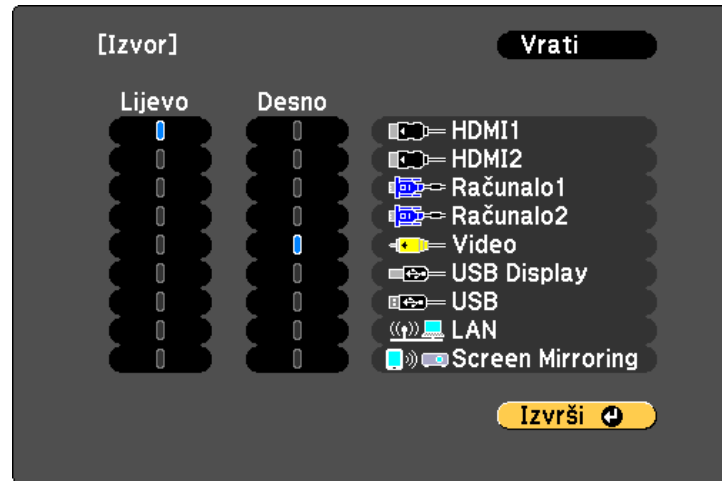 [Izvor] Vrati
Lijevo Desno
HDMI1
HDMI2
Računalo1
Računalo2
Video
USB Display
USB
LAN
Screen Mirroring
Izvrši